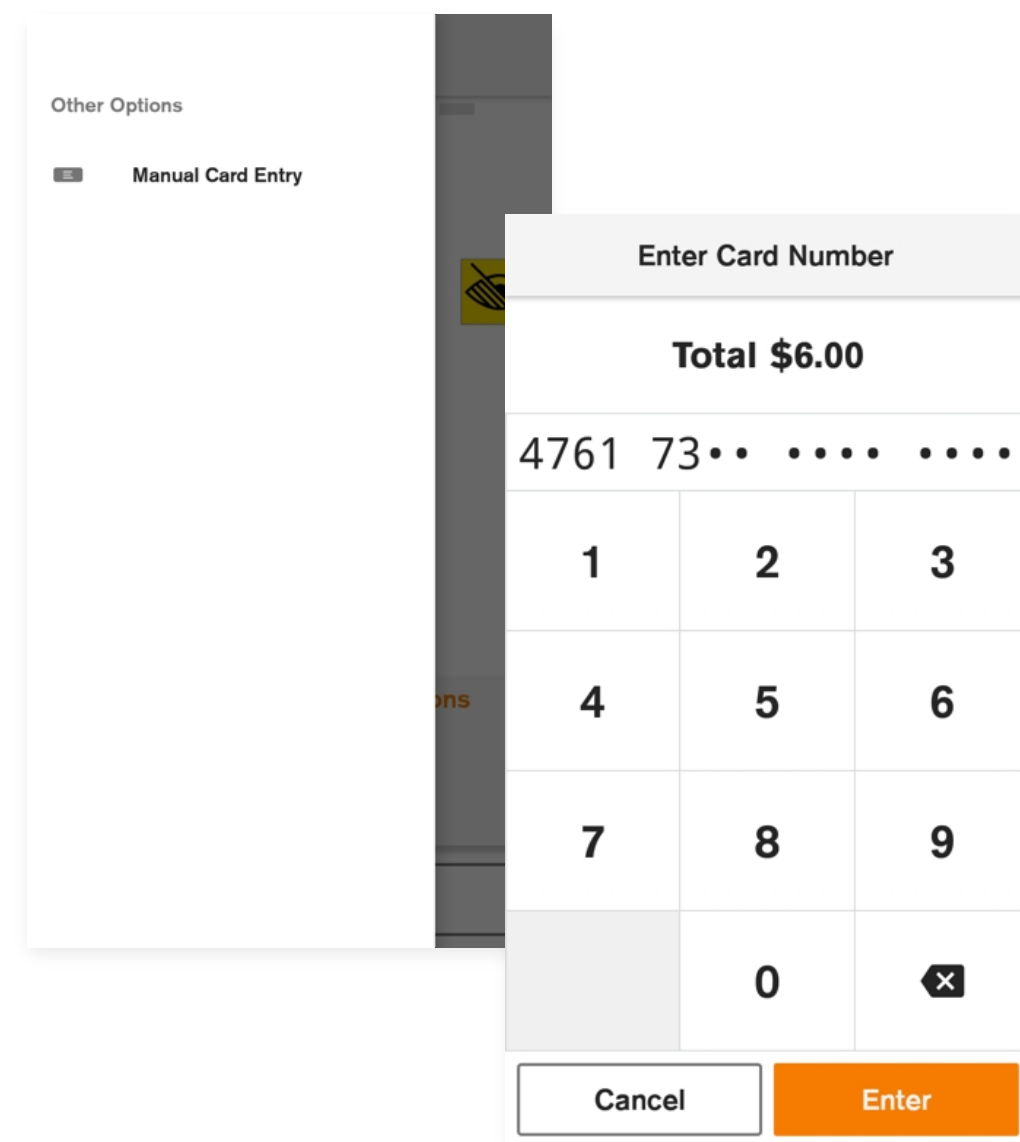 Other Options
Manual Card Entry
ons
Enter Card Number
Total $6.00
4761 73•• •••• ••••
1 2 3
4 5 6
7 8 9
0
Cancel Enter